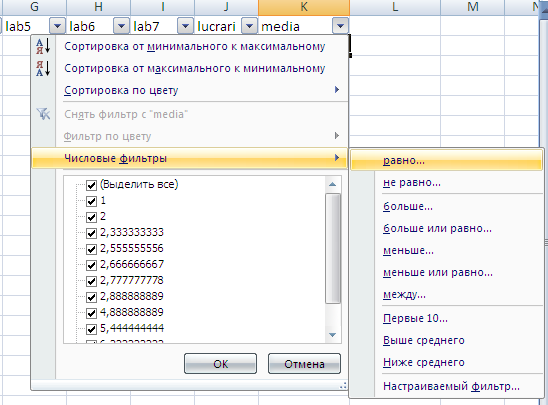 G H I J K L M N
lab5 lab6 lab7 lucrari media
Сортировка от минимального к максимальному
Сортировка от максимального к минимальному
Сортировка по цвету
Снять фильтр с "media"
Фильтр по цвету
Числовые фильтры
(Выделить все)
1
2
2,333333333
2,555555556
2,666666667
2,777777778
2,888888889
4,888888889
5,444444444
ОК Отмена
равно...
не равно...
больше...
больше или равно...
меньше...
меньше или равно...
между...
Первые 10...
Выше среднего
Ниже среднего
Настраиваемый фильтр...